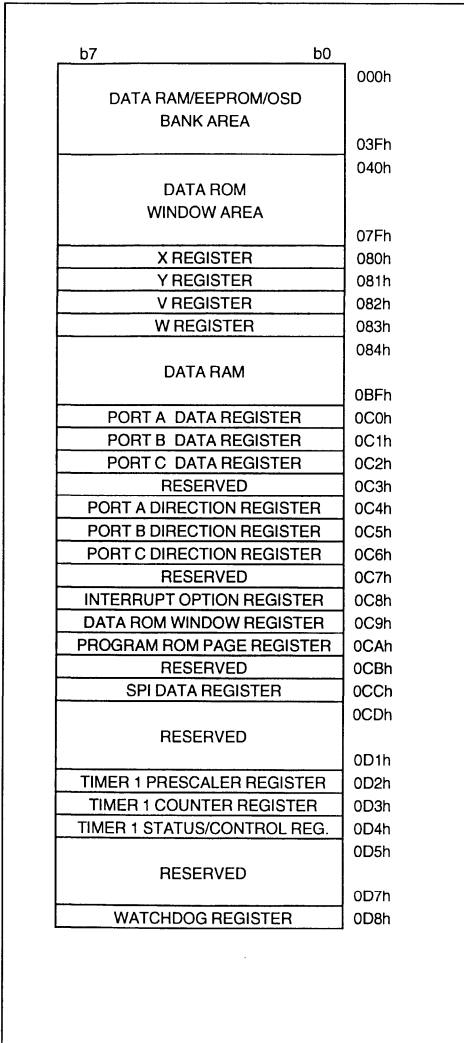 b7 b0
000h
DATA RAM/EEPROM/OSD
BANK AREA
03Fh
040h
DATA ROM
WINDOW AREA
07Fh
X REGISTER 080h
Y REGISTER 081h
V REGISTER 082h
W REGISTER 083h
084h
DATA RAM
0BFh
PORT A DATA REGISTER 0C0h
PORT B DATA REGISTER 0C1h
PORT C DATA REGISTER 0C2h
RESERVED 0C3h
PORT A DIRECTION REGISTER 0C4h
PORT B DIRECTION REGISTER 0C5h
PORT C DIRECTION REGISTER 0C6h
RESERVED 0C7h
INTERRUPT OPTION REGISTER 0C8h
DATA ROM WINDOW REGISTER 0C9h
PROGRAM ROM PAGE REGISTER 0CAh
RESERVED 0CBh
SPI DATA REGISTER 0CCh
0CDh
RESERVED
0D1h
TIMER 1 PRESCALER REGISTER 0D2h
TIMER 1 COUNTER REGISTER 0D3h
TIMER 1 STATUS/CONTROL REG. 0D4h
0D5h
RESERVED
0D7h
WATCHDOG REGISTER 0D8h